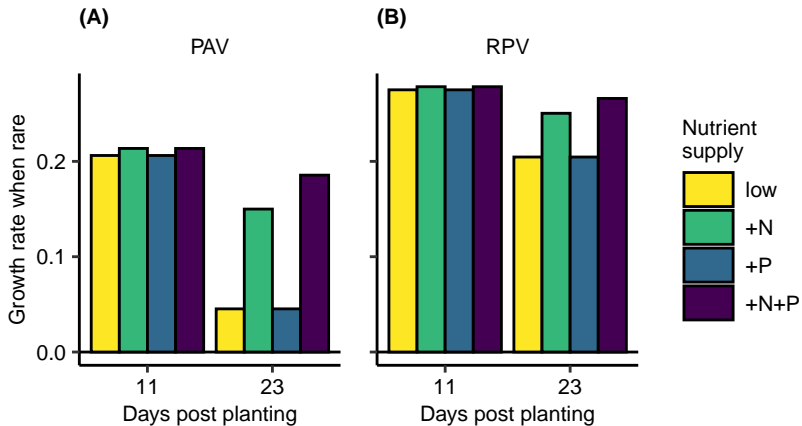 (A)
PAV
(B)
RPV
Growth rate when rare
0.2
0.1
0.0
11
23
Days post planting
11
23
Days post planting
Nutrient
supply
low
+N
+P
+N+P